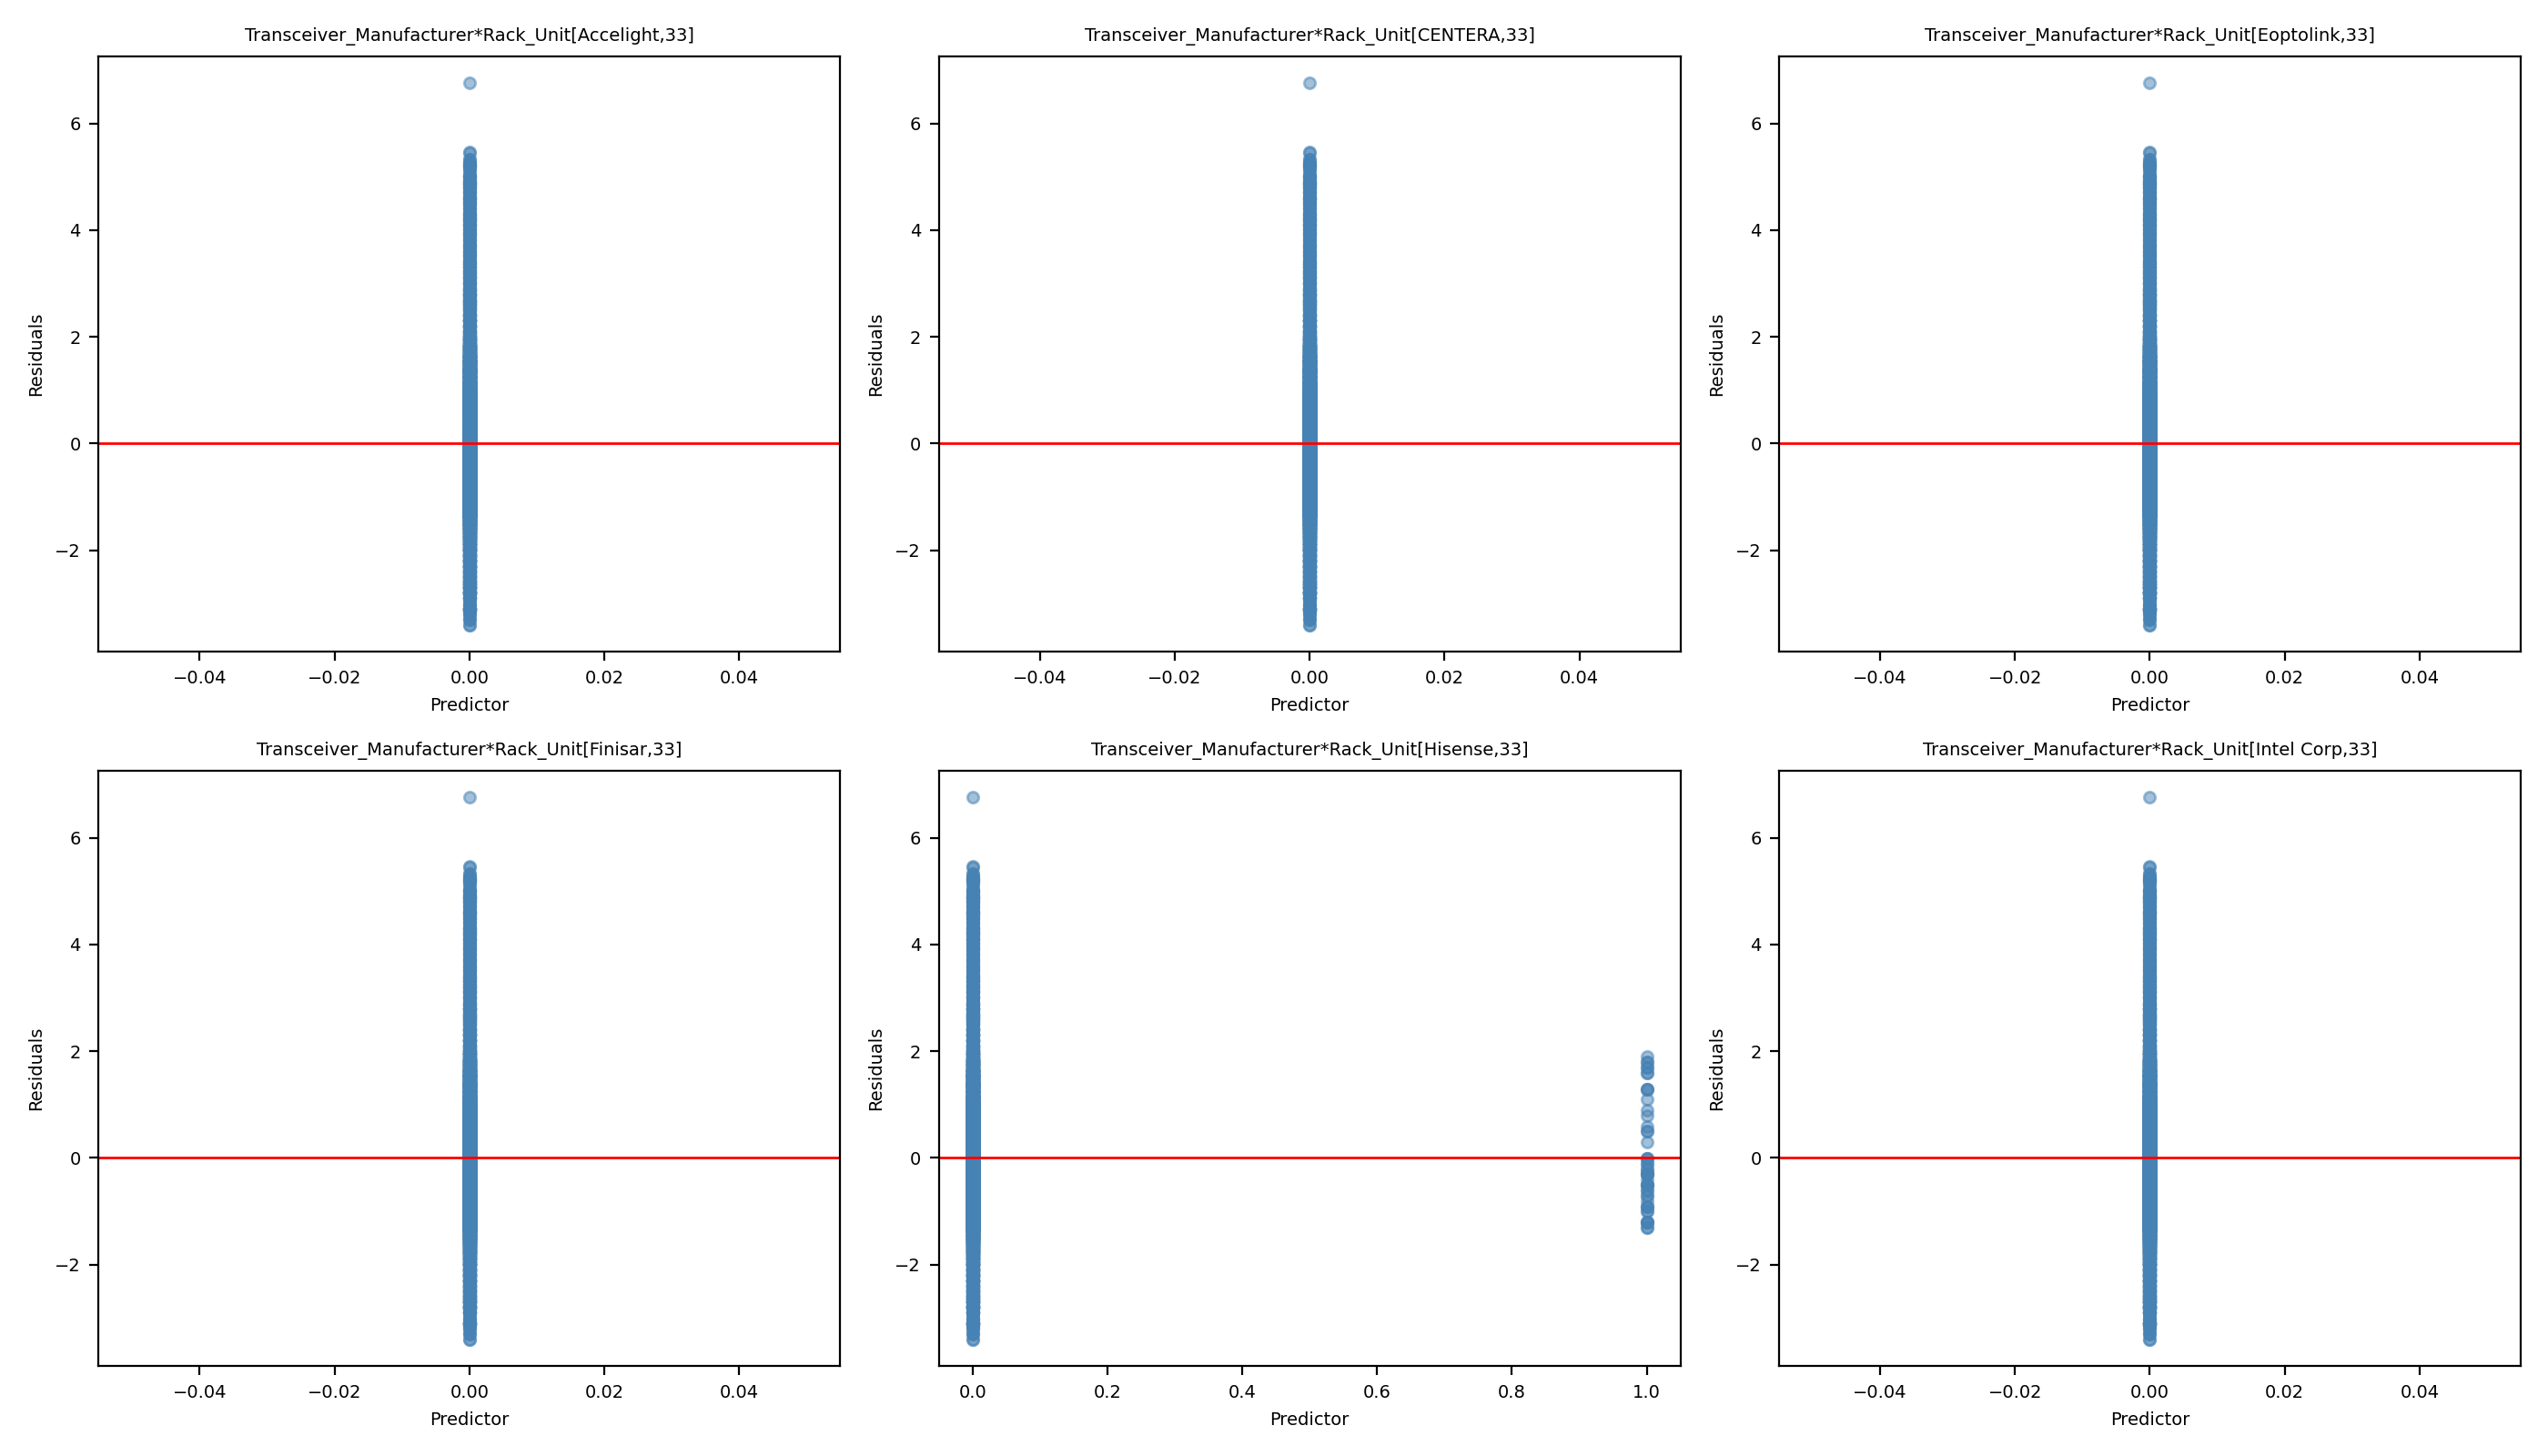 Transceiver_Manufacturer*Rack_Unit[Accelight,33]
Residuals
6
4
2
0
−2
−0.04 −0.02 0.00 0.02 0.04
Predictor
Transceiver_Manufacturer*Rack_Unit[CENTERA,33]
Residuals
6
4
2
0
−2
−0.04 −0.02 0.00 0.02 0.04
Predictor
Transceiver_Manufacturer*Rack_Unit[Eoptolink,33]
Residuals
6
4
2
0
−2
−0.04 −0.02 0.00 0.02 0.04
Predictor
Transceiver_Manufacturer*Rack_Unit[Finisar,33]
Residuals
6
4
2
0
−2
−0.04 −0.02 0.00 0.02 0.04
Predictor
Transceiver_Manufacturer*Rack_Unit[Hisense,33]
Residuals
6
4
2
0
−2
0.0 0.2 0.4 0.6 0.8 1.0
Predictor
Transceiver_Manufacturer*Rack_Unit[Intel Corp,33]
Residuals
6
4
2
0
−2
−0.04 −0.02 0.00 0.02 0.04
Predictor